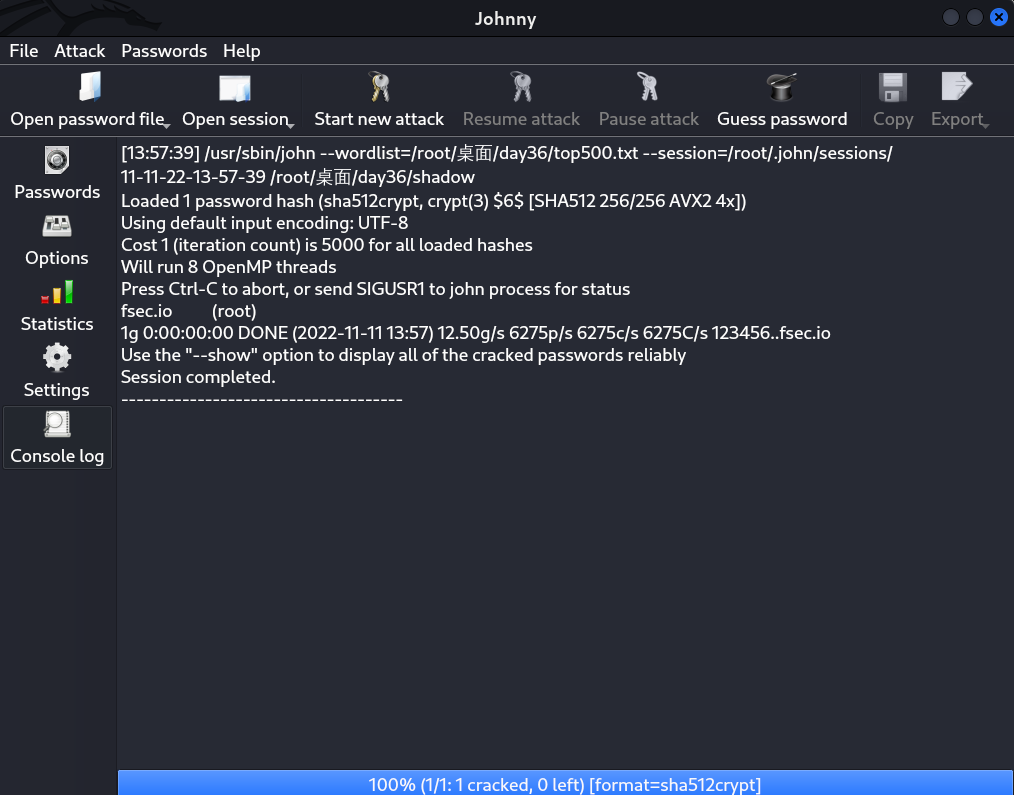 Johnny
File Attack Passwords Help
Open password file Open session Start new attack Resume attack Pause attack Guess password Copy Export
Passwords
Options
Statistics
Settings
Console log
[13:57:39] /usr/sbin/john --wordlist=/root/桌面/day36/top500.txt --session=/root/.john/sessions/
11-11-22-13-57-39 /root/桌面/day36/shadow
Loaded 1 password hash (sha512crypt, crypt(3) $6$ [SHA512 256/256 AVX2 4x])
Using default input encoding: UTF-8
Cost 1 (iteration count) is 5000 for all loaded hashes
Will run 8 OpenMP threads
Press Ctrl-C to abort, or send SIGUSR1 to john process for status
fsec.io (root)
1g 0:00:00:00 DONE (2022-11-11 13:57) 12.50g/s 6275p/s 6275c/s 6275C/s 123456..fsec.io
Use the "--show" option to display all of the cracked passwords reliably
Session completed.
-------------------------------------
100% (1/1: 1 cracked, 0 left) [format=sha512crypt]